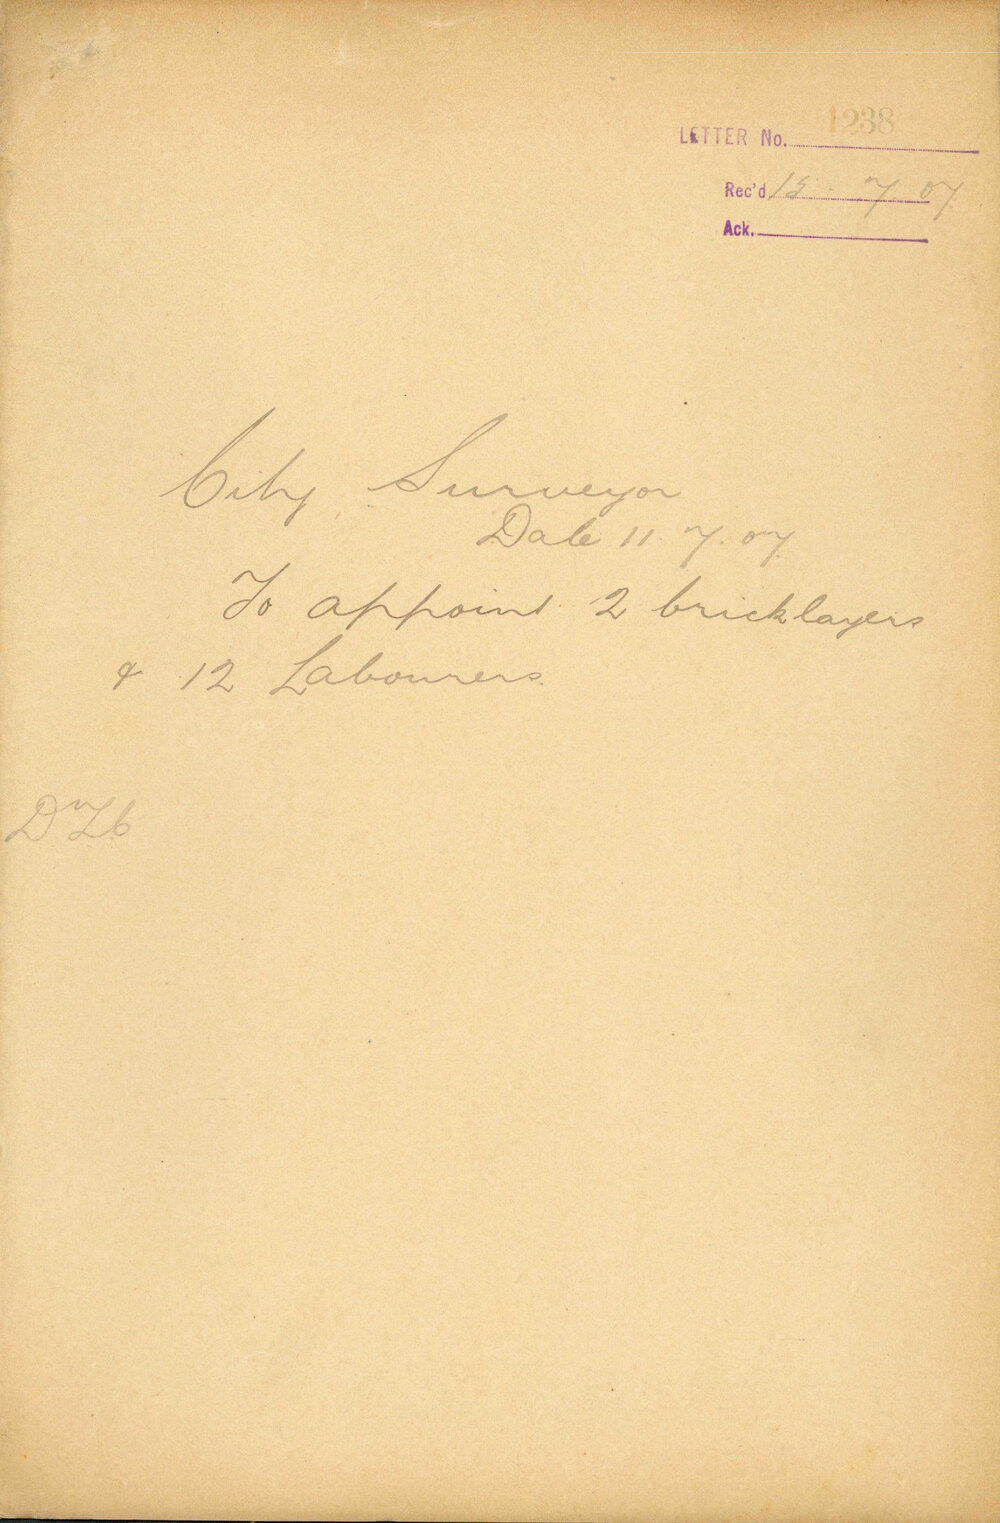 LETTER No. 1238
Rec'd 15 - 7 07
Ack.
City Surveyor
Date 11. 7. 07.
To appoint 2 bricklayers
& 12 Labourers.